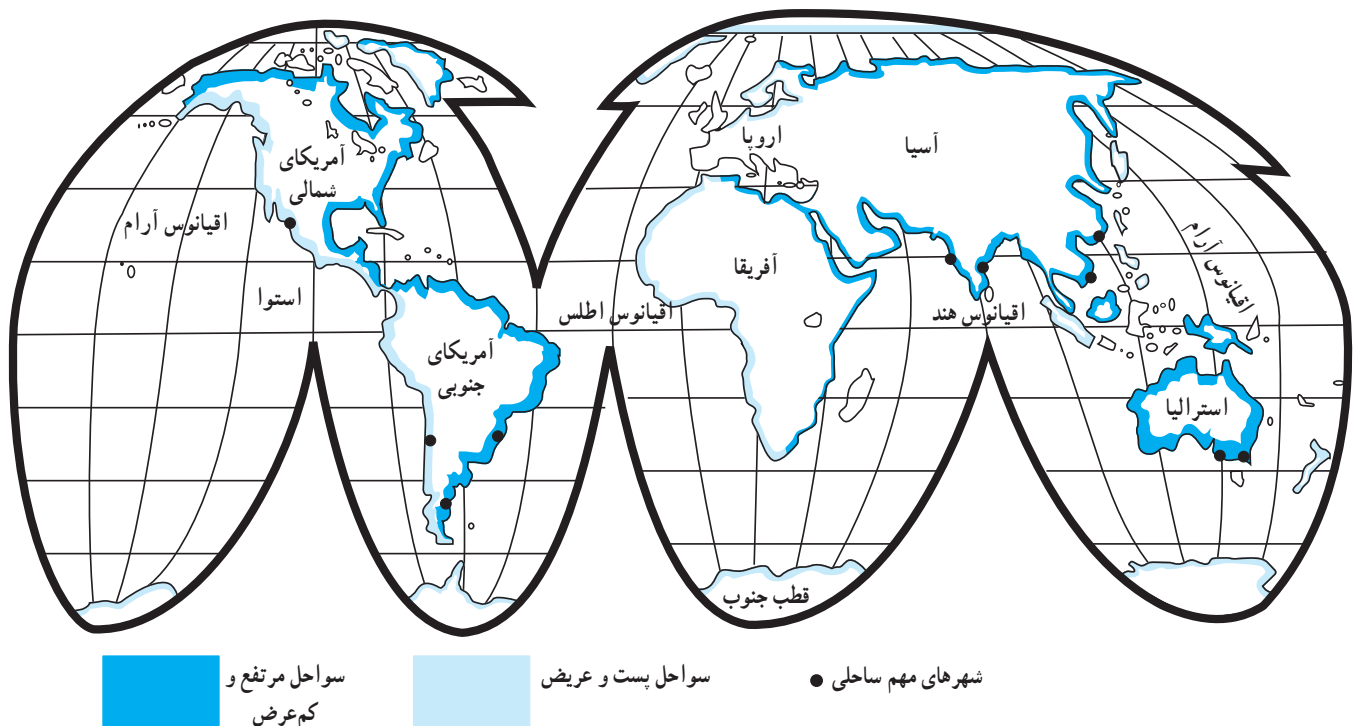 آمریکای
شمالی
اروپا
آسیا
اقیانوس آرام
اقیانوس آرام
آفریقا
استوا
اقیانوس اطلس
اقیانوس هند
آمریکای
جنوبی
استرالیا
قطب جنوب
شهرهای مهم ساحلی
سواحل پست و عریض
سواحل مرتفع و
کم‌عرض